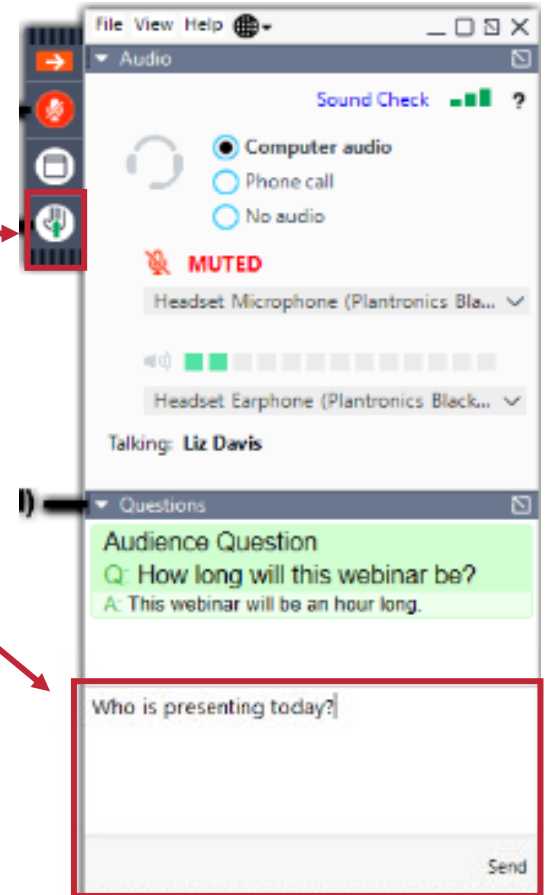 File View Help
Audio
Sound Check ?
Computer audio
Phone call
No audio
MUTED
Headset Microphone (Plantronics Bla...
Headset Earphone (Plantronics Black...
Talking: Liz Davis
)
Questions
Audience Question
Q: How long will this webinar be?
A: This webinar will be an hour long.
Who is presenting today?
Send